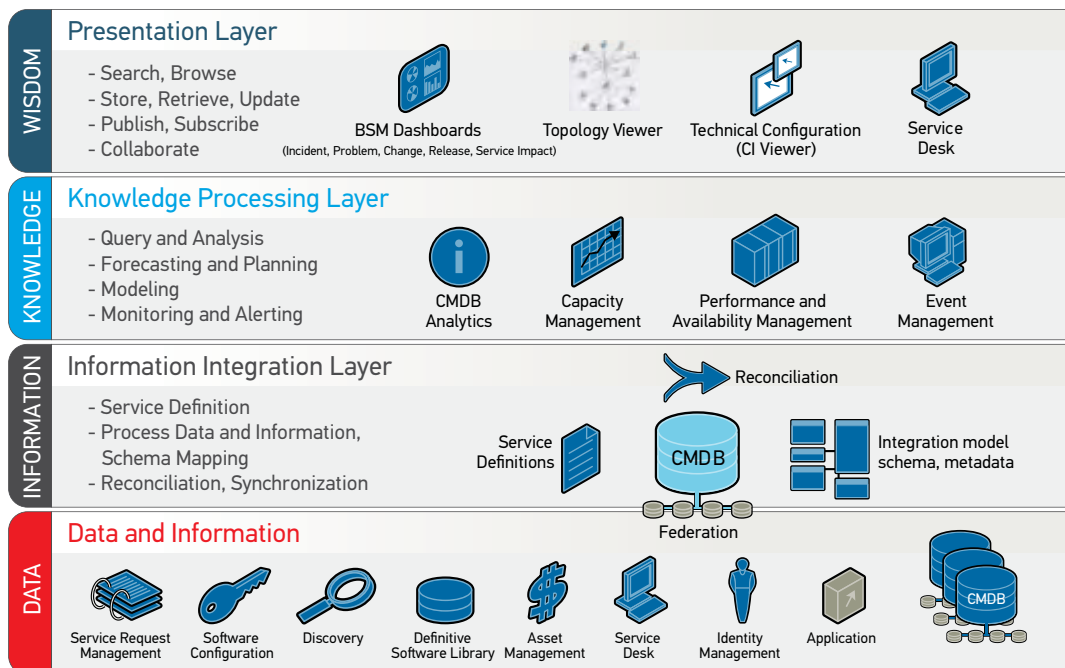 WISDOM
Presentation Layer
- Search, Browse
- Store, Retrieve, Update
- Publish, Subscribe
- Collaborate
BSM Dashboards
(Incident, Problem, Change, Release, Service Impact)
Topology Viewer
Technical Configuration
(CI Viewer)
Service
Desk
KNOWLEDGE
Knowledge Processing Layer
- Query and Analysis
- Forecasting and Planning
- Modeling
- Monitoring and Alerting
i
CMDB
Analytics
Capacity
Management
Performance and
Availability Management
Event
Management
INFORMATION
Information Integration Layer
- Service Definition
- Process Data and Information,
Schema Mapping
- Reconciliation, Synchronization
Reconciliation
Service
Definitions
CMDB
Integration model
schema, metadata
Federation
DATA
Data and Information
Service Request
Management
Software
Configuration
Discovery
Definitive
Software Library
Asset
Management
Service
Desk
Identity
Management
Application
CMDB